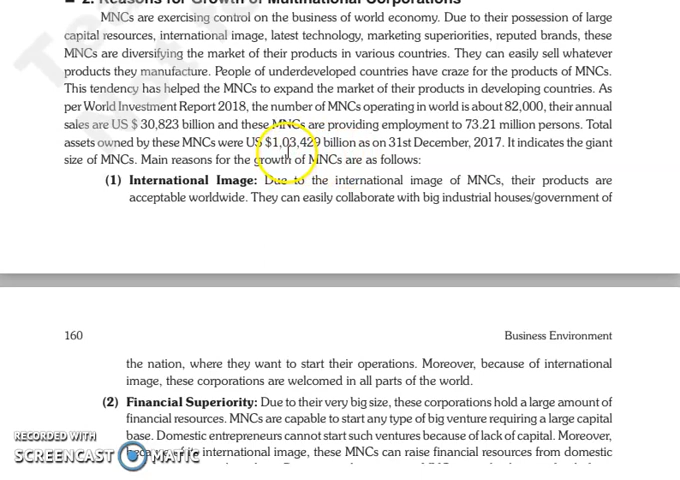 2. Reasons for Growth of Multinational Corporations
MNCs are exercising control on the business of world economy. Due to their possession of large
capital resources, international image, latest technology, marketing superiorities, reputed brands, these
MNCs are diversifying the market of their products in various countries. They can easily sell whatever
products they manufacture. People of underdeveloped countries have craze for the products of MNCs.
This tendency has helped the MNCs to expand the market of their products in developing countries. As
per World Investment Report 2018, the number of MNCs operating in world is about 82,000, their annual
sales are US $ 30,823 billion and these MNCs are providing employment to 73.21 million persons. Total
assets owned by these MNCs were US $1,03,429 billion as on 31st December, 2017. It indicates the giant
size of MNCs. Main reasons for the growth of MNCs are as follows:
(1) International Image: Due to the international image of MNCs, their products are
acceptable worldwide. They can easily collaborate with big industrial houses/government of
160 Business Environment
the nation, where they want to start their operations. Moreover, because of international
image, these corporations are welcomed in all parts of the world.
(2) Financial Superiority: Due to their very big size, these corporations hold a large amount of
financial resources. MNCs are capable to start any type of big venture requiring a large capital
base. Domestic entrepreneurs cannot start such ventures because of lack of capital. Moreover,
because of its international image, these MNCs can raise financial resources from domestic
RECORDED WITH
SCREENCAST MATIC